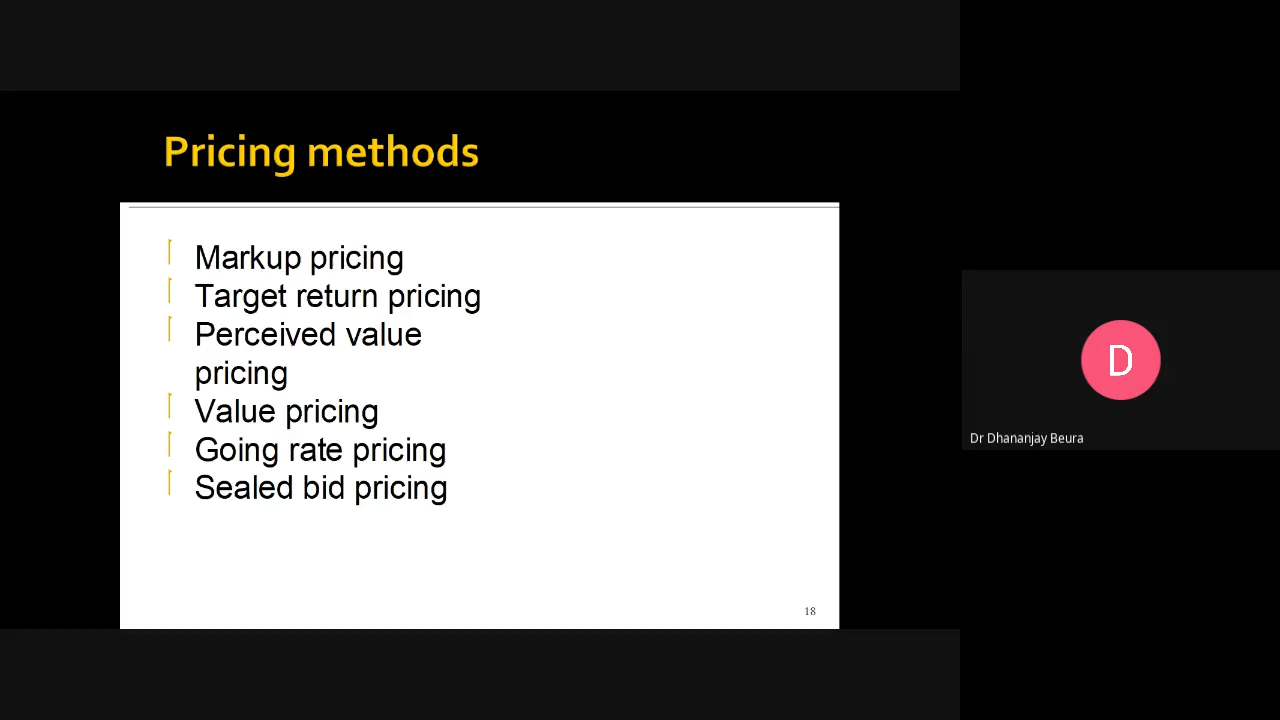 Pricing methods
Markup pricing
Target return pricing
Perceived value
pricing
Value pricing
Going rate pricing
Sealed bid pricing
18
D
Dr Dhananjay Beura